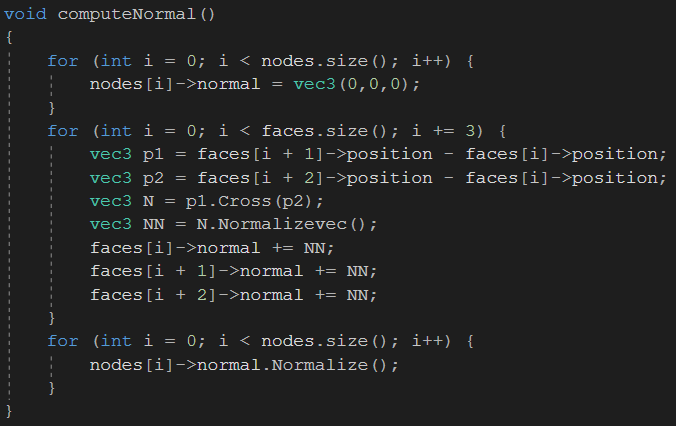 void computeNormal()
{
for (int i = 0; i < nodes.size(); i++) {
nodes[i]->normal = vec3(0,0,0);
}
for (int i = 0; i < faces.size(); i += 3) {
vec3 p1 = faces[i + 1]->position - faces[i]->position;
vec3 p2 = faces[i + 2]->position - faces[i]->position;
vec3 N = p1.Cross(p2);
vec3 NN = N.Normalizevec();
faces[i]->normal += NN;
faces[i + 1]->normal += NN;
faces[i + 2]->normal += NN;
}
for (int i = 0; i < nodes.size(); i++) {
nodes[i]->normal.Normalize();
}
}